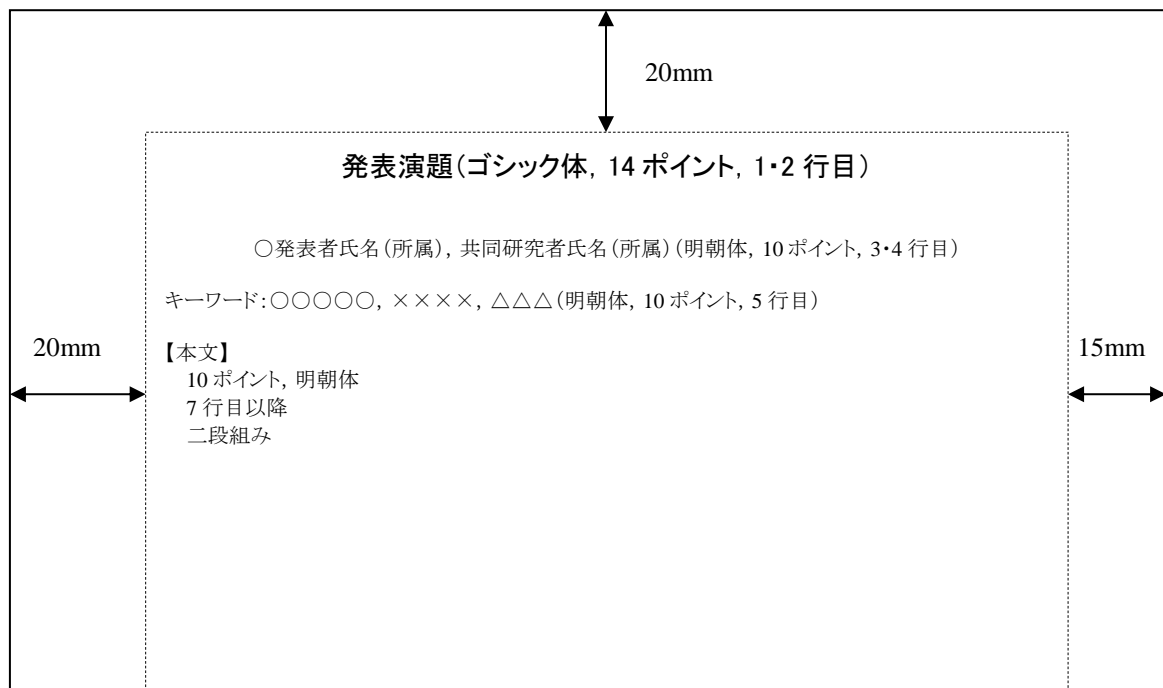 20mm
発表演題(ゴシック体, 14 ポイント, 1・2 行目)
○発表者氏名(所属), 共同研究者氏名(所属)(明朝体, 10 ポイント, 3・4 行目)
キーワード:○○○○○, ××××, △△△(明朝体, 10 ポイント, 5 行目)
20mm
【本文】
10 ポイント, 明朝体
7 行目以降
二段組み
15mm